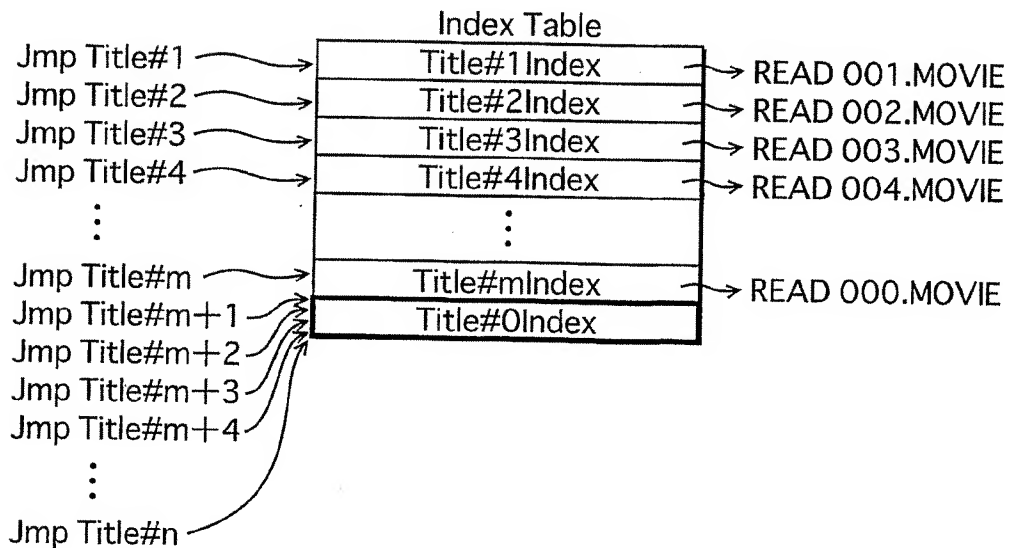 Index Table
Jmp Title#1 Title#1Index READ 001.MOVIE
Jmp Title#2 Title#2Index READ 002.MOVIE
Jmp Title#3 Title#3Index READ 003.MOVIE
Jmp Title#4 Title#4Index READ 004.MOVIE
Jmp Title#m Title#mIndex READ 000.MOVIE
Jmp Title#m+1 Title#0Index
Jmp Title#m+2
Jmp Title#m+3
Jmp Title#m+4
Jmp Title#n